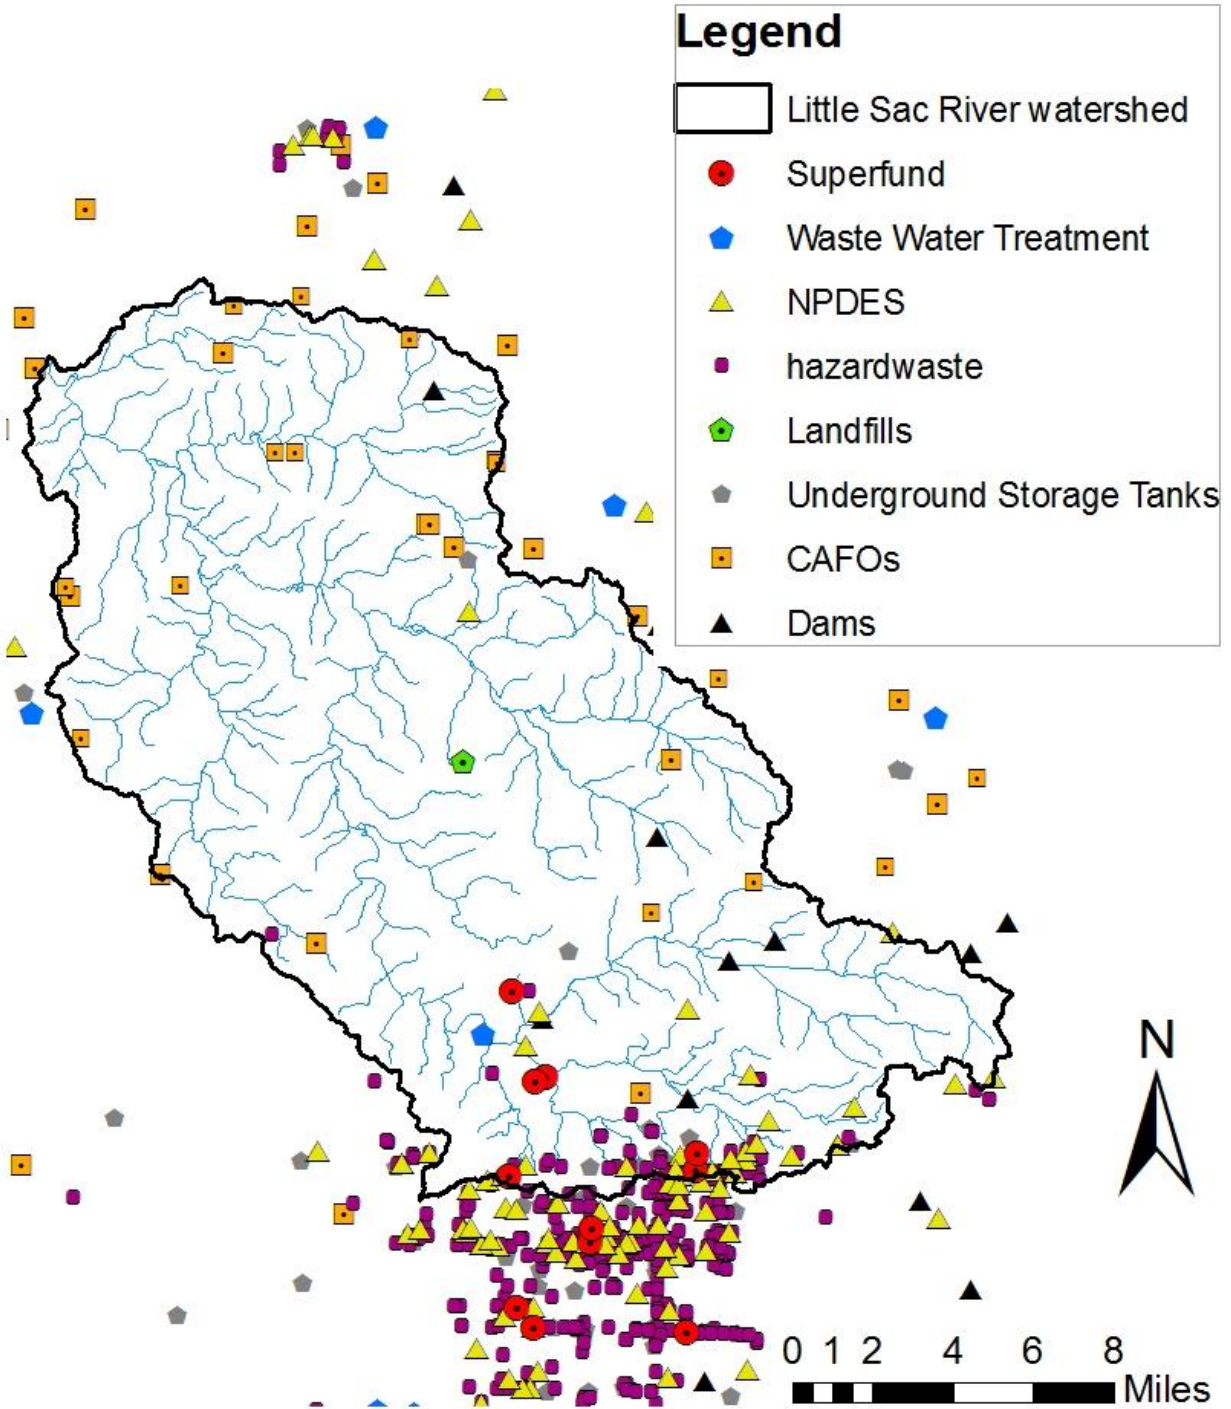 Legend
Little Sac River watershed
Superfund
Waste Water Treatment
NPDES
hazardwaste
Landfills
Underground Storage Tanks
CAFOs
Dams
N
0 1 2 4 6 8
Miles